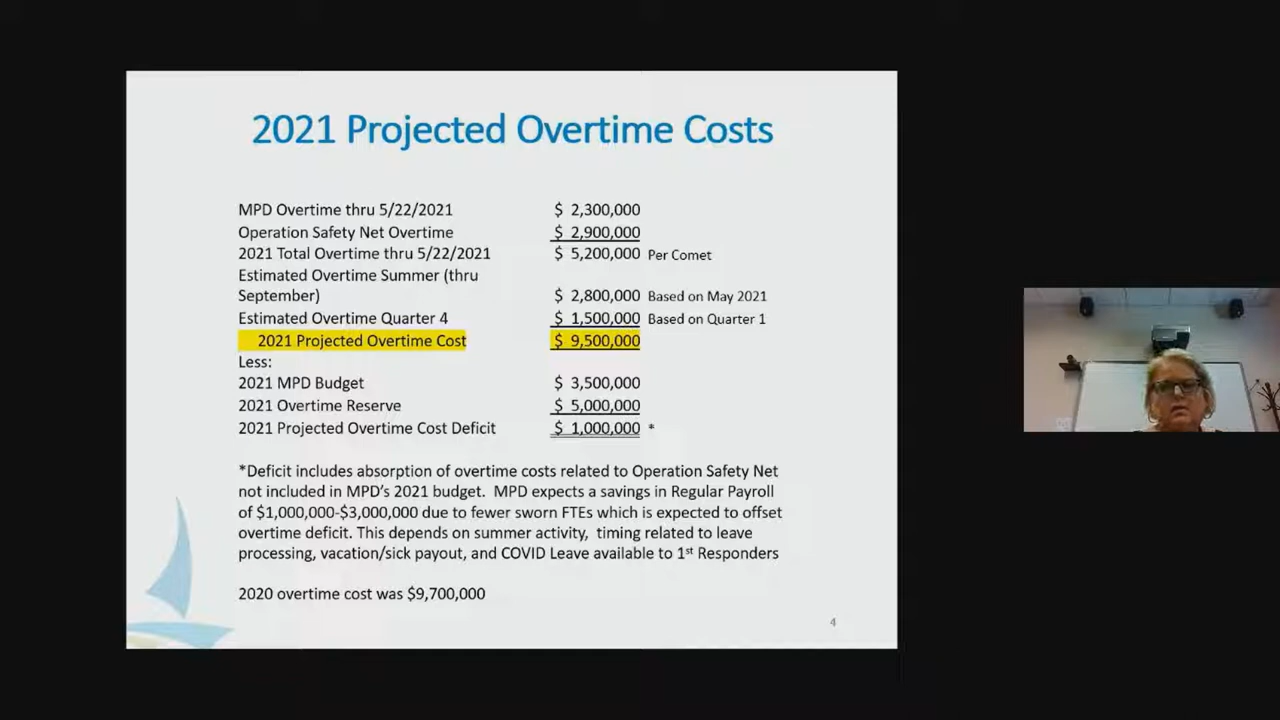 2021 Projected Overtime Costs
MPD Overtime thru 5/22/2021 $ 2,300,000
Operation Safety Net Overtime $ 2,900,000
2021 Total Overtime thru 5/22/2021 $ 5,200,000 Per Comet
Estimated Overtime Summer (thru
September) $ 2,800,000 Based on May 2021
Estimated Overtime Quarter 4 $ 1,500,000 Based on Quarter 1
2021 Projected Overtime Cost $ 9,500,000
Less:
2021 MPD Budget $ 3,500,000
2021 Overtime Reserve $ 5,000,000
2021 Projected Overtime Cost Deficit $ 1,000,000 *
*Deficit includes absorption of overtime costs related to Operation Safety Net
not included in MPD's 2021 budget. MPD expects a savings in Regular Payroll
of $1,000,000-$3,000,000 due to fewer sworn FTEs which is expected to offset
overtime deficit. This depends on summer activity, timing related to leave
processing, vacation/sick payout, and COVID Leave available to 1st Responders
2020 overtime cost was $9,700,000
4